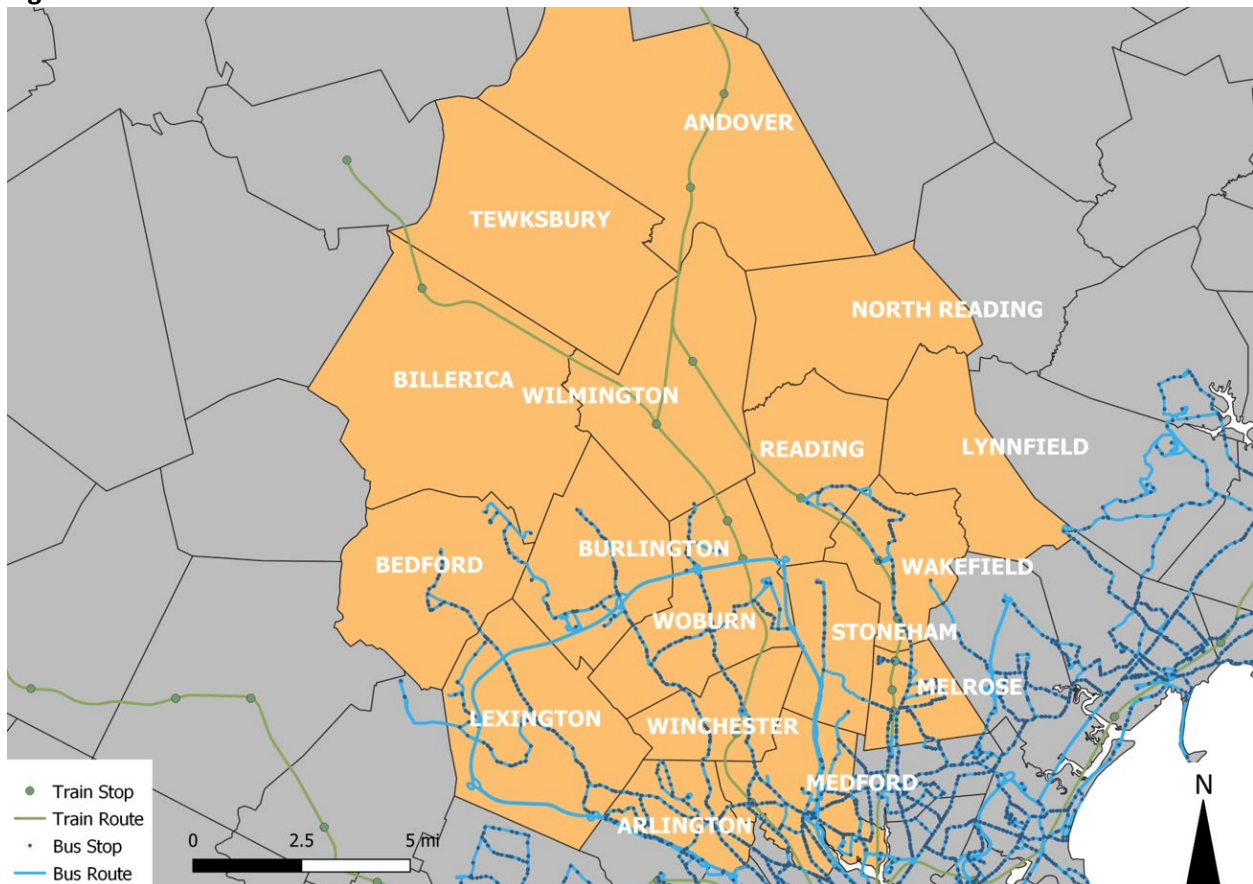 ANDOVER
TEWKSBURY
NORTH READING
BILLERICA
WILMINGTON
READING
LYNNFIELD
BURLINGTON
BEDFORD
WAKEFIELD
WOBURN
STONEHAM
MELROSE
LEXINGTON
WINCHESTER
MEDFORD
ARLINGTON
N
Train Stop
Train Route
Bus Stop
Bus Route
0 2.5 5 mi